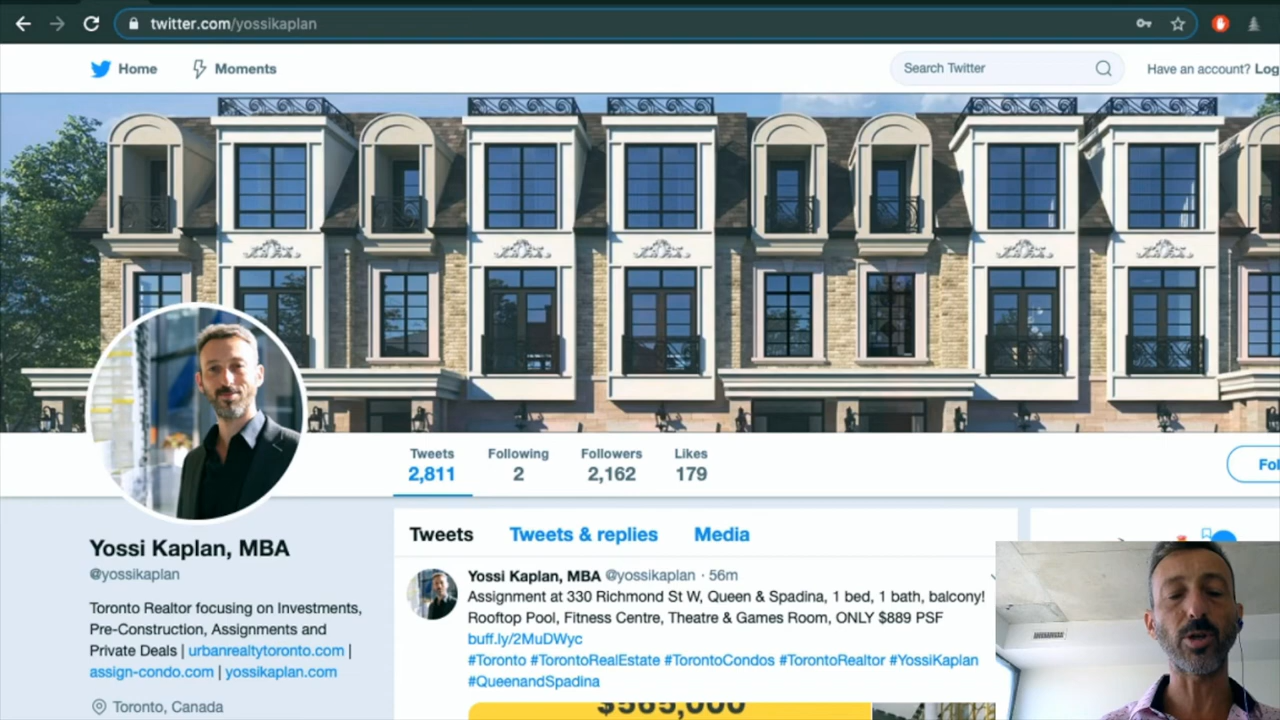 twitter.com/yossikaplan
Home Moments Search Twitter Have an account? Log
Tweets Following Followers Likes
2,811 2 2,162 179
Fol
Yossi Kaplan, MBA
@yossikaplan
Toronto Realtor focusing on Investments,
Pre-Construction, Assignments and
Private Deals | urbanrealtytoronto.com |
assign-condo.com | yossikaplan.com
Toronto, Canada
Tweets Tweets & replies Media
Yossi Kaplan, MBA @yossikaplan · 56m
Assignment at 330 Richmond St W, Queen & Spadina, 1 bed, 1 bath, balcony!
Rooftop Pool, Fitness Centre, Theatre & Games Room, ONLY $889 PSF
buff.ly/2MuDWyc
#Toronto #TorontoRealEstate #TorontoCondos #TorontoRealtor #YossiKaplan
#QueenandSpadina
$565,000